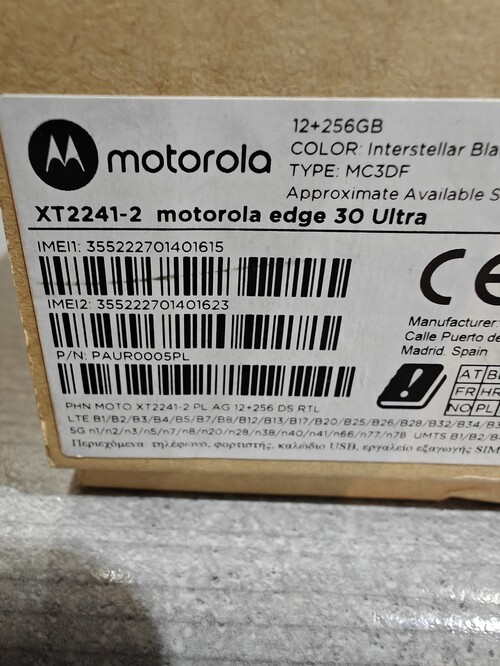 motorola
12+256GB
COLOR: Interstellar Bla
TYPE: MC3DF
Approximate Available S
XT2241-2 motorola edge 30 Ultra
IMEI1: 355222701401615
IMEI2: 355222701401623
P/N: PAUR0005PL
CE
Manufacturer:
Calle Puerto de
Madrid. Spain
AT
FR HR
NO PL
PHN MOTO XT2241-2 PL AG 12+256 DS RTL
LTE B1/B2/B3/B4/B5/B7/B8/B12/B13/B17/B20/B25/B26/B28/B32/B34/B3
5G n1/n2/n3/n5/n7/n8/n20/n28/n38/n40/n41/n66/n77/n78 UMTS B1/B2/B
Περιεχόμενα τηλέφωνο, φορτιστής, καλώδιο USB, εργαλείο εξαγωγής SIM